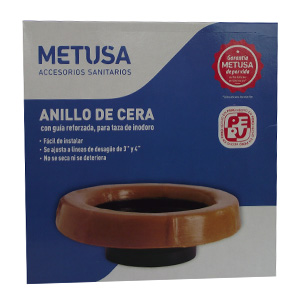 METUSA
ACCESORIOS SANITARIOS
Garantía
METUSA
de por vida
ANILLO DE CERA
con guía reforzada, para taza de inodoro
• Fácil de instalar
• Se ajusta a líneas de desagüe de 3" y 4"
• No se seca ni se deteriora